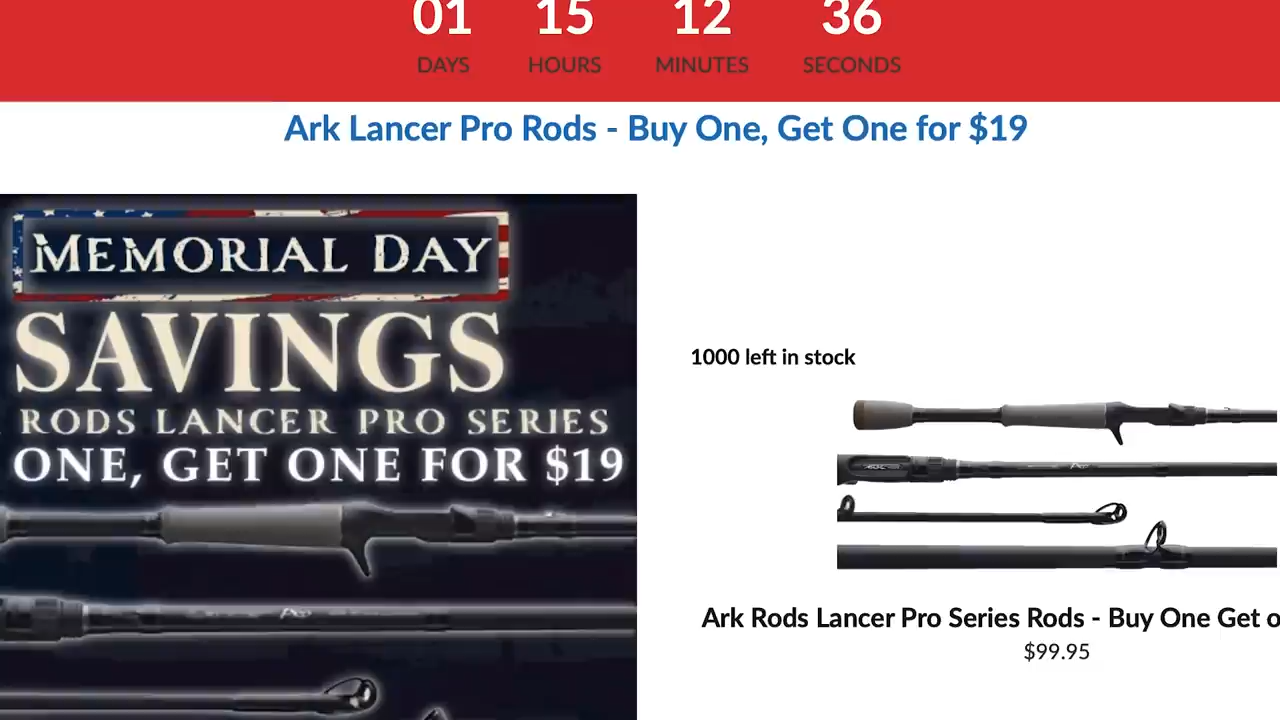 01 15 12 36
DAYS HOURS MINUTES SECONDS
Ark Lancer Pro Rods - Buy One, Get One for $19
MEMORIAL DAY
SAVINGS
RODS LANCER PRO SERIES
ONE, GET ONE FOR $19
1000 left in stock
Ark Rods Lancer Pro Series Rods - Buy One Get o
$99.95